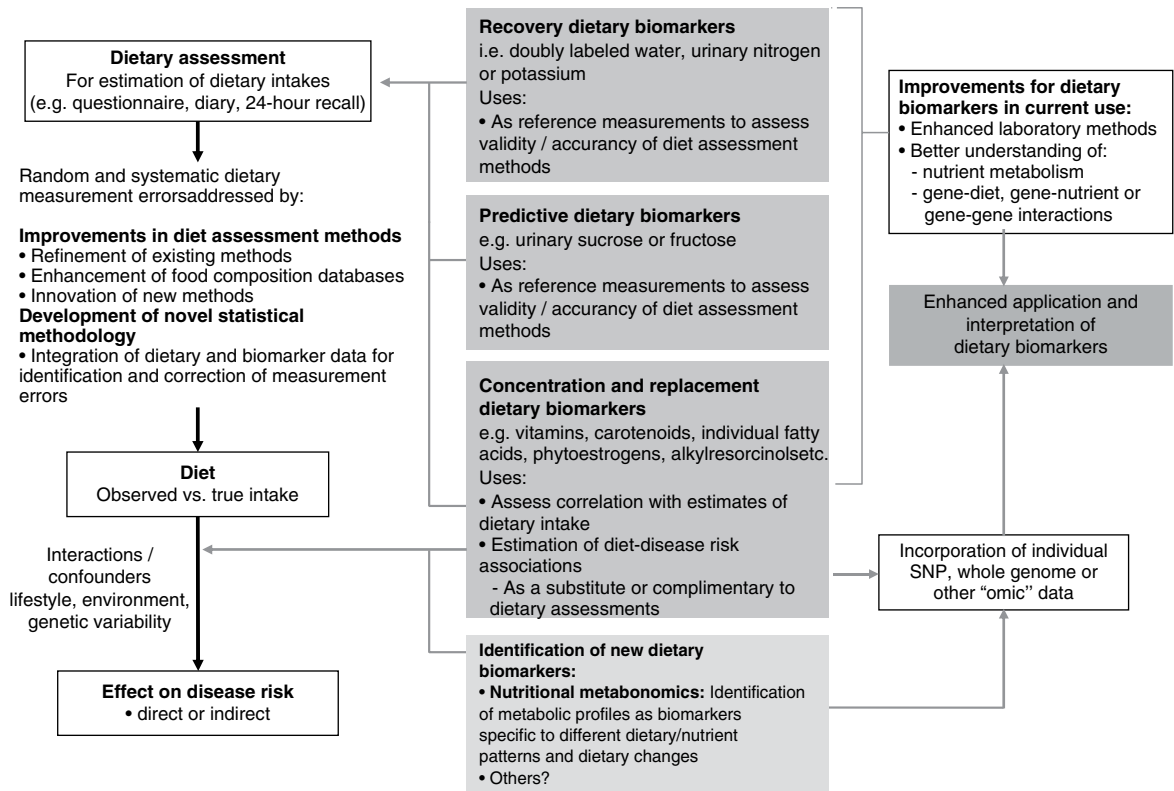 Dietary assessment
For estimation of dietary intakes
(e.g. questionnaire, diary, 24-hour recall)
Random and systematic dietary
measurement errorsaddressed by:
Improvements in diet assessment methods
• Refinement of existing methods
• Enhancement of food composition databases
• Innovation of new methods
Development of novel statistical
methodology
• Integration of dietary and biomarker data for
identification and correction of measurement
errors
Diet
Observed vs. true intake
Interactions /
confounders
lifestyle, environment,
genetic variability
Effect on disease risk
• direct or indirect
Recovery dietary biomarkers
i.e. doubly labeled water, urinary nitrogen
or potassium
Uses:
• As reference measurements to assess
validity / accurancy of diet assessment
methods
Predictive dietary biomarkers
e.g. urinary sucrose or fructose
Uses:
• As reference measurements to assess
validity / accurancy of diet assessment
methods
Concentration and replacement
dietary biomarkers
e.g. vitamins, carotenoids, individual fatty
acids, phytoestrogens, alkylresorcinolsetc.
Uses:
• Assess correlation with estimates of
dietary intake
• Estimation of diet-disease risk
associations
- As a substitute or complimentary to
dietary assessments
Identification of new dietary
biomarkers:
• Nutritional metabonomics: Identification
of metabolic profiles as biomarkers
specific to different dietary/nutrient
patterns and dietary changes
• Others?
Improvements for dietary
biomarkers in current use:
• Enhanced laboratory methods
• Better understanding of:
- nutrient metabolism
- gene-diet, gene-nutrient or
gene-gene interactions
Enhanced application and
interpretation of
dietary biomarkers
Incorporation of individual
SNP, whole genome or
other “omic” data